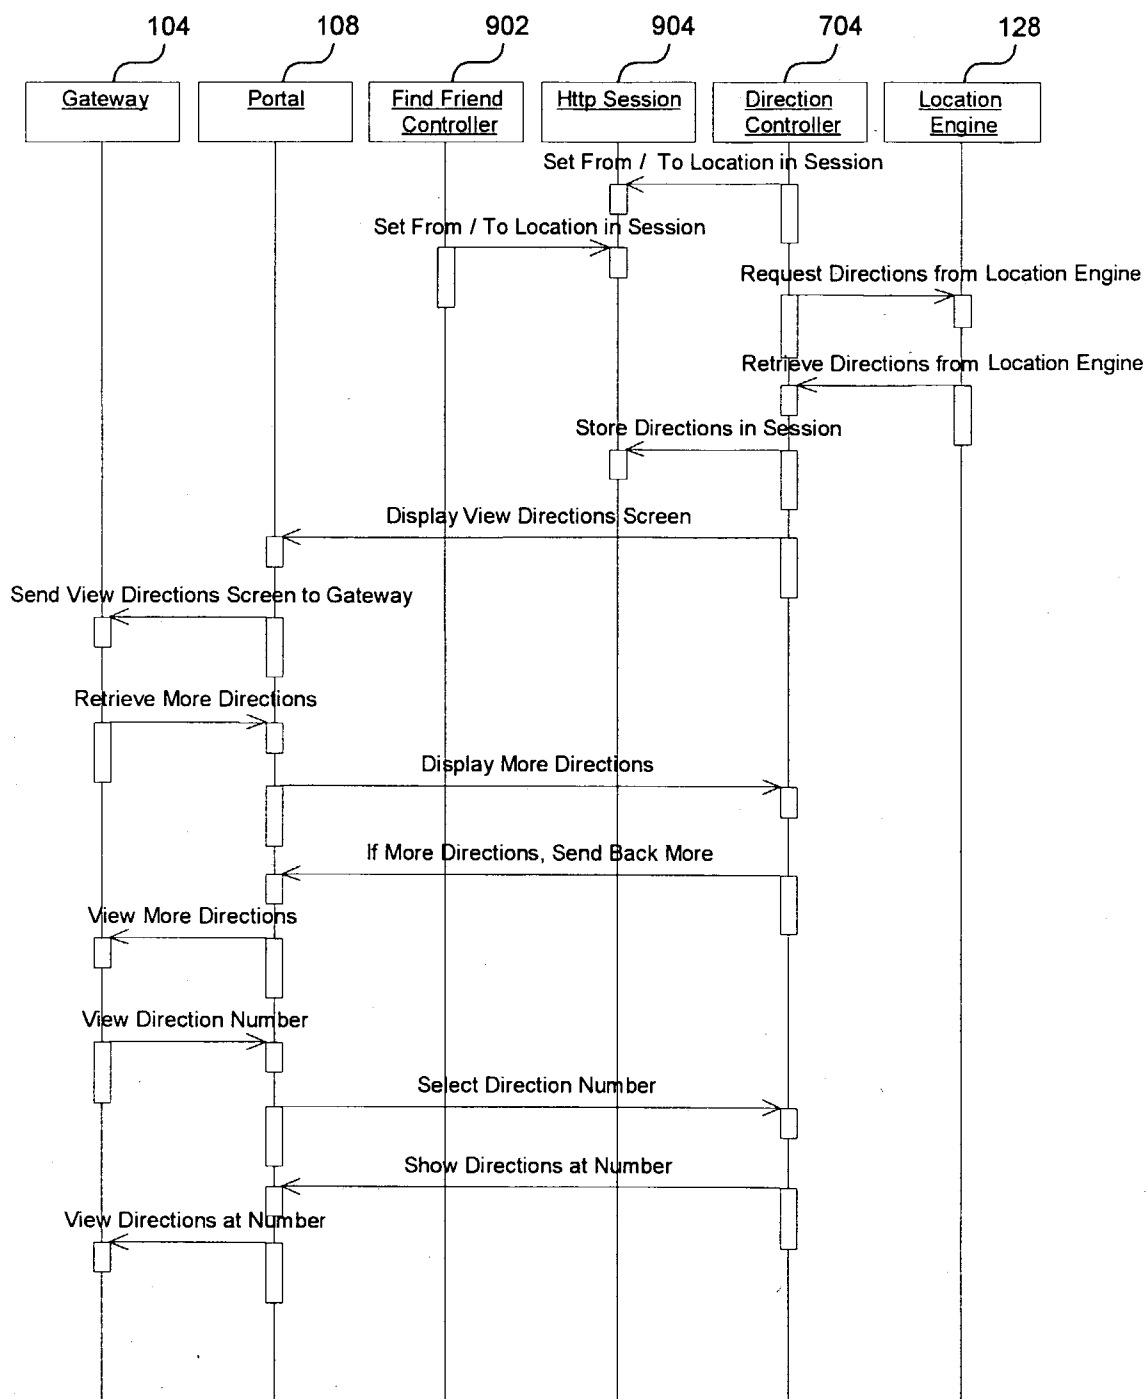 104
108
902
904
704
128
Gateway
Portal
Find Friend
Controller
Http Session
Direction
Controller
Location
Engine
Set From / To Location in Session
Set From / To Location in Session
Request Directions from Location Engine
Retrieve Directions from Location Engine
Store Directions in Session
Display View Directions Screen
Send View Directions Screen to Gateway
Retrieve More Directions
Display More Directions
If More Directions, Send Back More
View More Directions
View Direction Number
Select Direction Number
Show Directions at Number
View Directions at Number